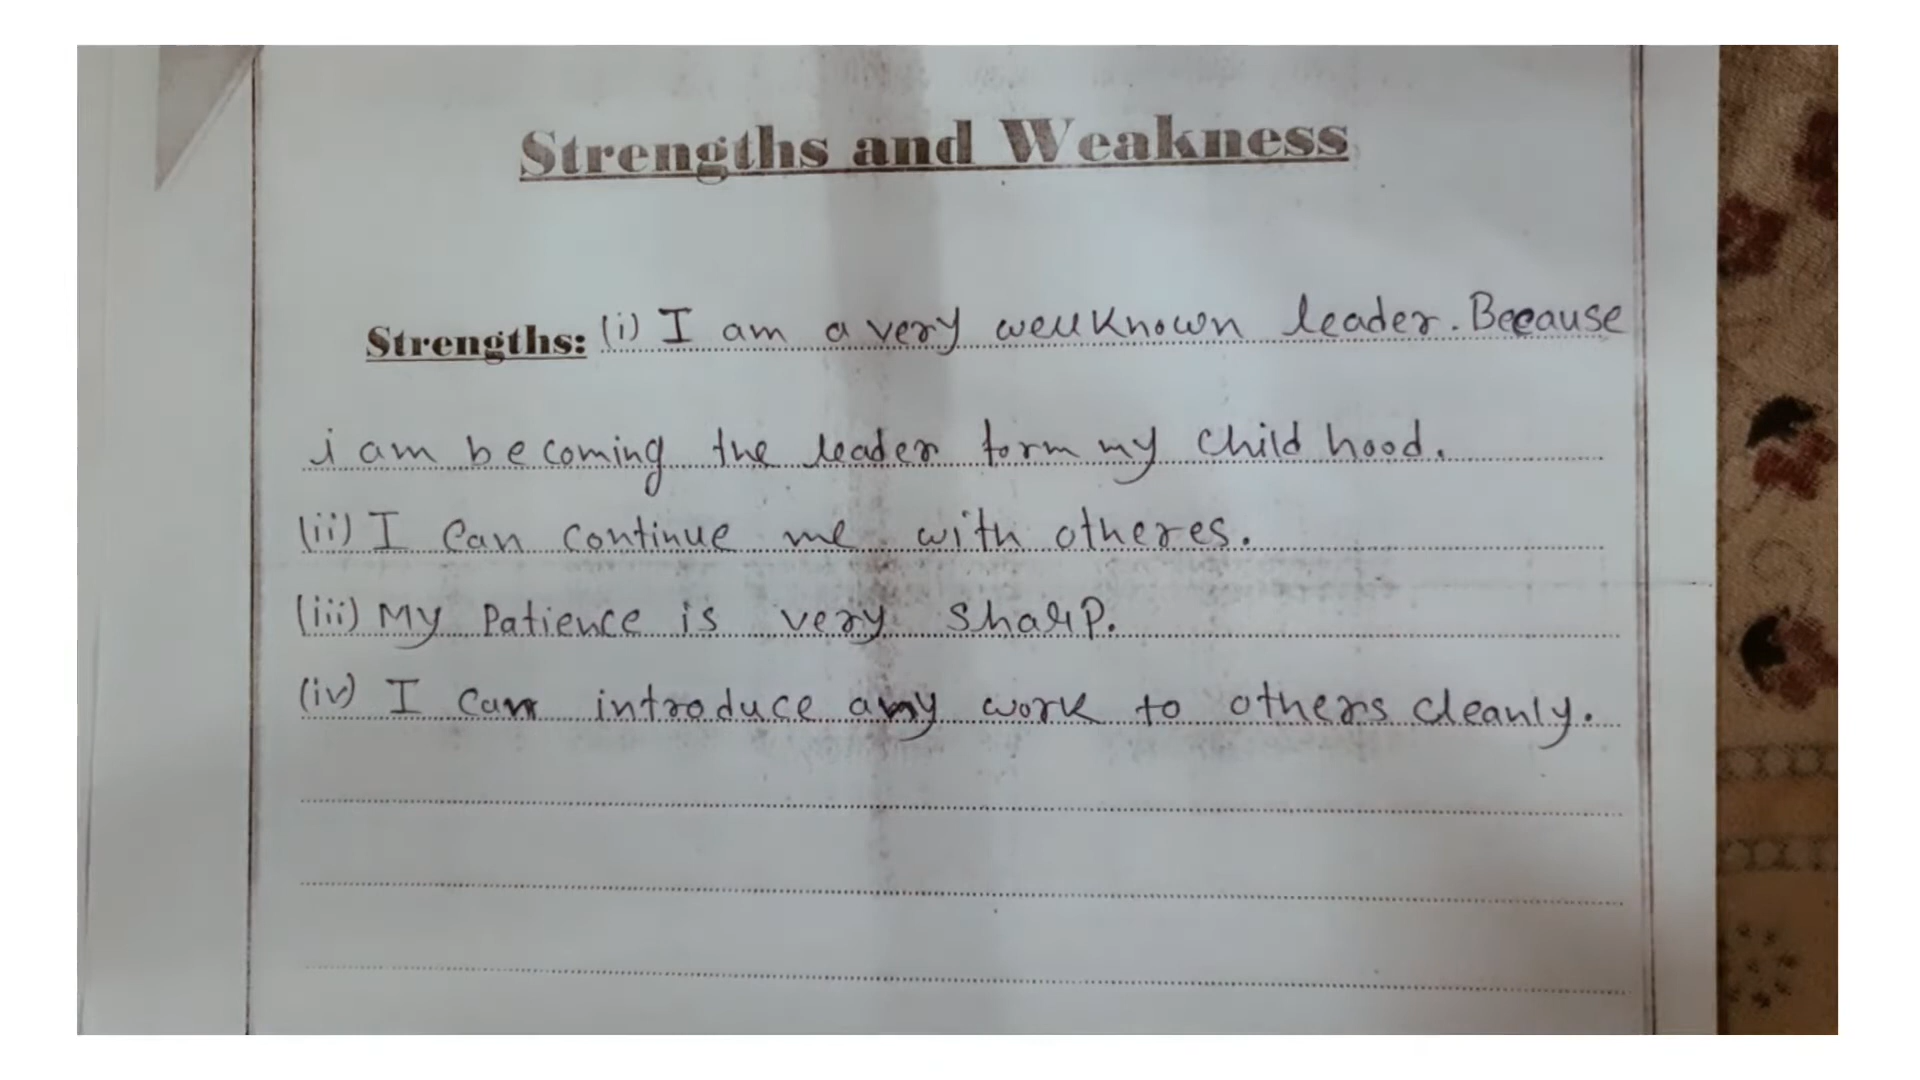 Strengths and Weakness
Strengths: (i) I am a very wellknown leader. Because
i am becoming the leader form my child hood.
(ii) I can continue me with otheres.
(iii) My Patience is very sharp.
(iv) I can introduce any work to others cleanly.